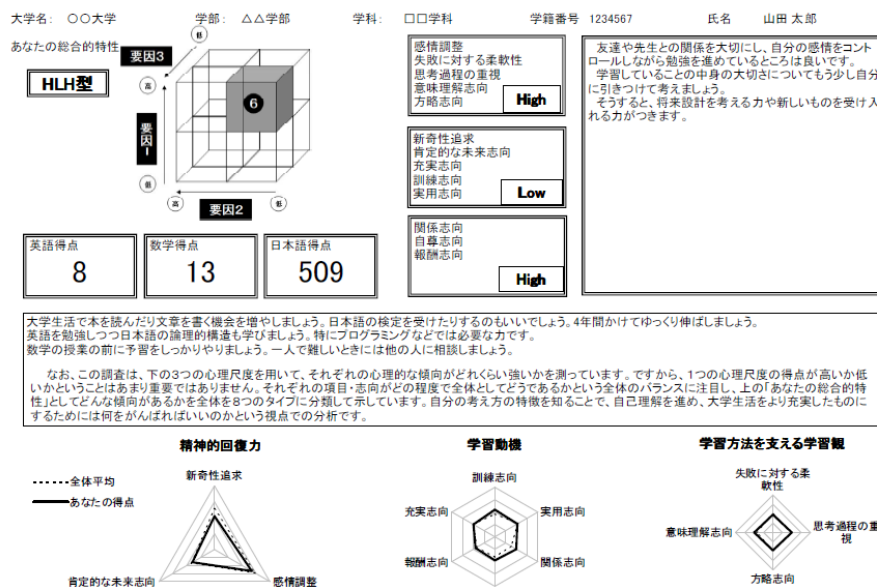 大学名: ○○大学 学部: △△学部 学科: □□学科 学籍番号 1234567 氏名 山田 太郎
あなたの総合的特性
HLH型
要因3
低
高
6
要因1
低
高
要因2
低
感情調整
失敗に対する柔軟性
思考過程の重視
意味理解志向
方略志向
High
新奇性追求
肯定的な未来志向
充実志向
訓練志向
実用志向
Low
関係志向
自尊志向
報酬志向
High
友達や先生との関係を大切にし、自分の感情をコント
ロールしながら勉強を進めているところは良いです。
学習していることの中身の大切さについてもう少し自分
に引きつけて考えましょう。
そうすると、将来設計を考える力や新しいものを受け入
れる力がつきます。
英語得点
8
数学得点
13
日本語得点
509
大学生活で本を読んだり文章を書く機会を増やしましょう。日本語の検定を受けたりするのもいいでしょう。4年間かけてゆっくり伸ばしましょう。
英語を勉強しつつ日本語の論理的構造も学びましょう。特にプログラミングなどでは必要な力です。
数学の授業の前に予習をしっかりやりましょう。一人で難しいときには他の人に相談しましょう。
なお、この調査は、下の3つの心理尺度を用いて、それぞれの心理的な傾向がどれくらい強いかを測っています。ですから、1つの心理尺度の得点が高いか低
いかということはあまり重要ではありません。それぞれの項目・志向がどの程度で全体としてどうであるかという全体のバランスに注目し、上の「あなたの総合的特
性」としてどんな傾向があるかを全体を8つのタイプに分類して示しています。自分の考え方の特徴を知ることで、自己理解を進め、大学生活をより充実したものに
するためには何をがんばればいいのかという視点での分析です。
精神的回復力
全体平均
あなたの得点
新奇性追求
肯定的な未来志向
感情調整
学習動機
訓練志向
充実志向
実用志向
報酬志向
関係志向
学習方法を支える学習観
失敗に対する柔
軟性
意味理解志向
思考過程の重
視
方略志向